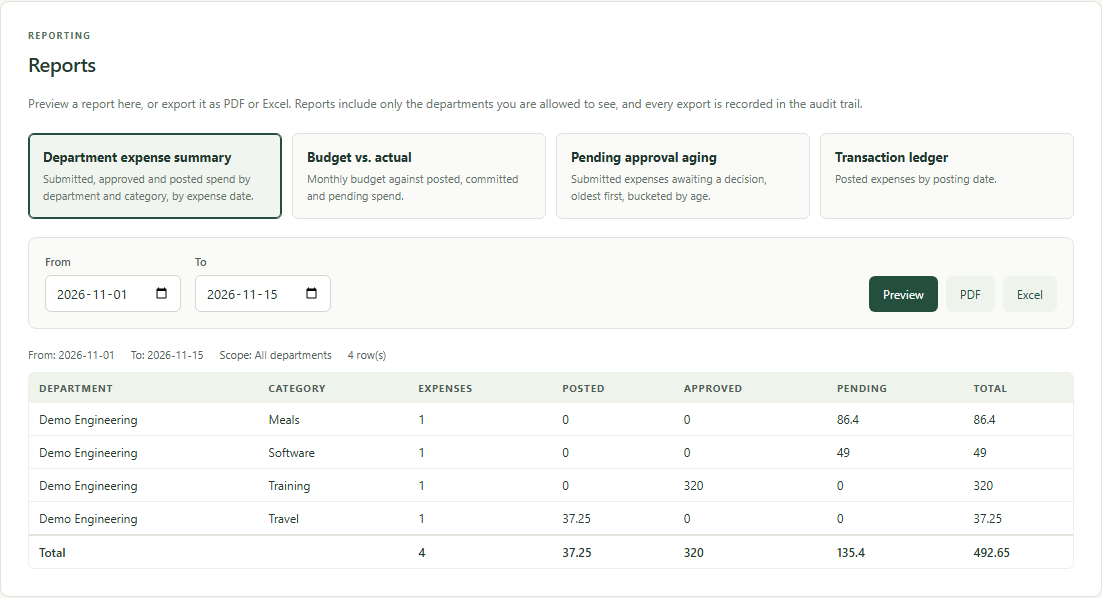 REPORTING
Reports
Preview a report here, or export it as PDF or Excel. Reports include only the departments you are allowed to see, and every export is recorded in the audit trail.
Department expense summary
Submitted, approved and posted spend by
department and category, by expense date.
Budget vs. actual
Monthly budget against posted, committed
and pending spend.
Pending approval aging
Submitted expenses awaiting a decision,
oldest first, bucketed by age.
Transaction ledger
Posted expenses by posting date.
From To
2026-11-01 2026-11-15 Preview PDF Excel
From: 2026-11-01 To: 2026-11-15 Scope: All departments 4 row(s)
DEPARTMENT CATEGORY EXPENSES POSTED APPROVED PENDING TOTAL
Demo Engineering Meals 1 0 0 86.4 86.4
Demo Engineering Software 1 0 0 49 49
Demo Engineering Training 1 0 320 0 320
Demo Engineering Travel 1 37.25 0 0 37.25
Total 4 37.25 320 135.4 492.65